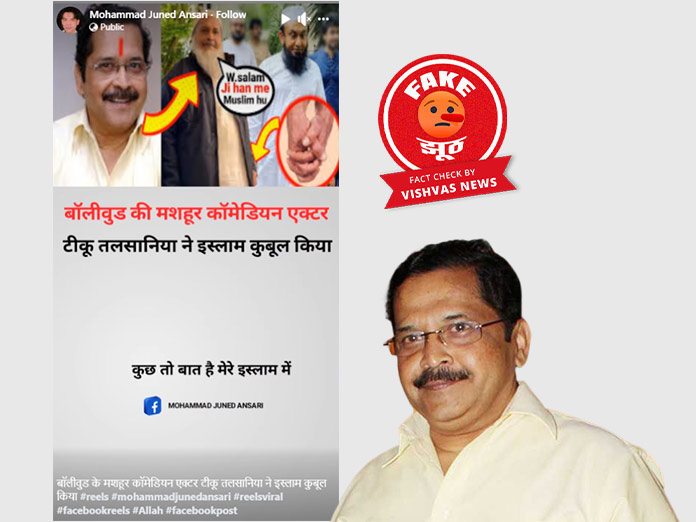 Mohammad Juned Ansari · Follow
Public
W.salam
Ji han me
Muslim hu
बॉलीवुड की मशहूर कॉमेडियन एक्टर
टीकू तलसानिया ने इस्लाम कुबूल किया
कुछ तो बात है मेरे इस्लाम में
MOHAMMAD JUNED ANSARI
बॉलीवुड के मशहूर कॉमेडियन एक्टर टीकू तलसानिया ने इस्लाम कुबूल
किया #reels #mohammadjunedansari #reelsviral
#facebookreels #Allah #facebookpost
FAKE
झूठ
FACT CHECK BY
VISHVAS NEWS